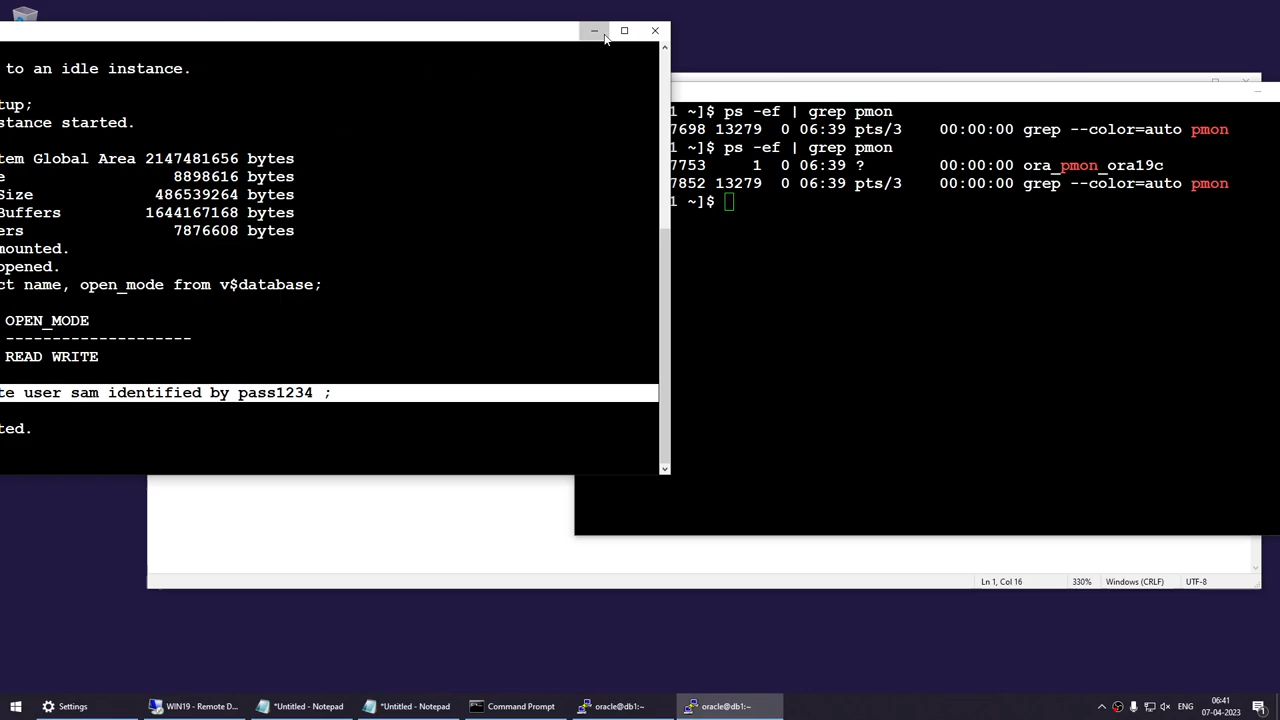 to an idle instance.
tup;
stance started.
tem Global Area 2147481656 bytes
e 8898616 bytes
Size 486539264 bytes
Buffers 1644167168 bytes
ers 7876608 bytes
mounted.
opened.
ct name, open_mode from v$database;
OPEN_MODE
--------------------
READ WRITE
te user sam identified by pass1234 ;
ted.
1 ~]$ ps -ef | grep pmon
7698 13279 0 06:39 pts/3 00:00:00 grep --color=auto pmon
1 ~]$ ps -ef | grep pmon
7753 1 0 06:39 ? 00:00:00 ora_pmon_ora19c
7852 13279 0 06:39 pts/3 00:00:00 grep --color=auto pmon
1 ~]$
Ln 1, Col 16 330% Windows (CRLF) UTF-8
Settings WIN19 - Remote D... *Untitled - Notepad *Untitled - Notepad Command Prompt oracle@db1:~ oracle@db1:~ ENG 06:41
07-04-2023